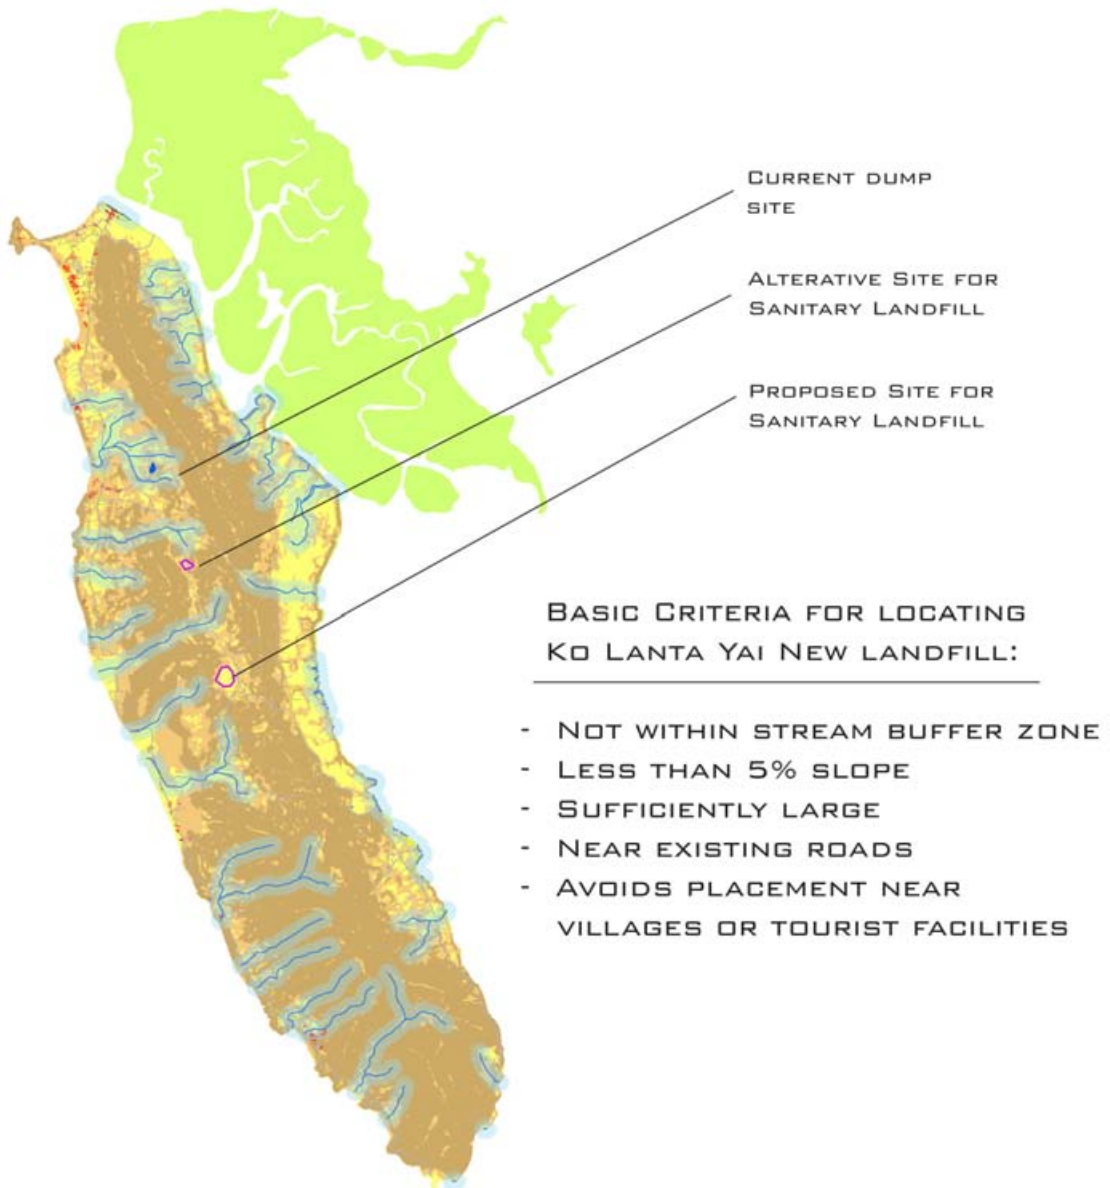 Current dump
site
Alterative Site for
Sanitary Landfill
Proposed Site for
Sanitary Landfill
Basic Criteria for locating
Ko Lanta Yai New landfill:
- Not within stream buffer zone
- Less than 5% slope
- Sufficiently large
- Near existing roads
- Avoids placement near
villages or tourist facilities